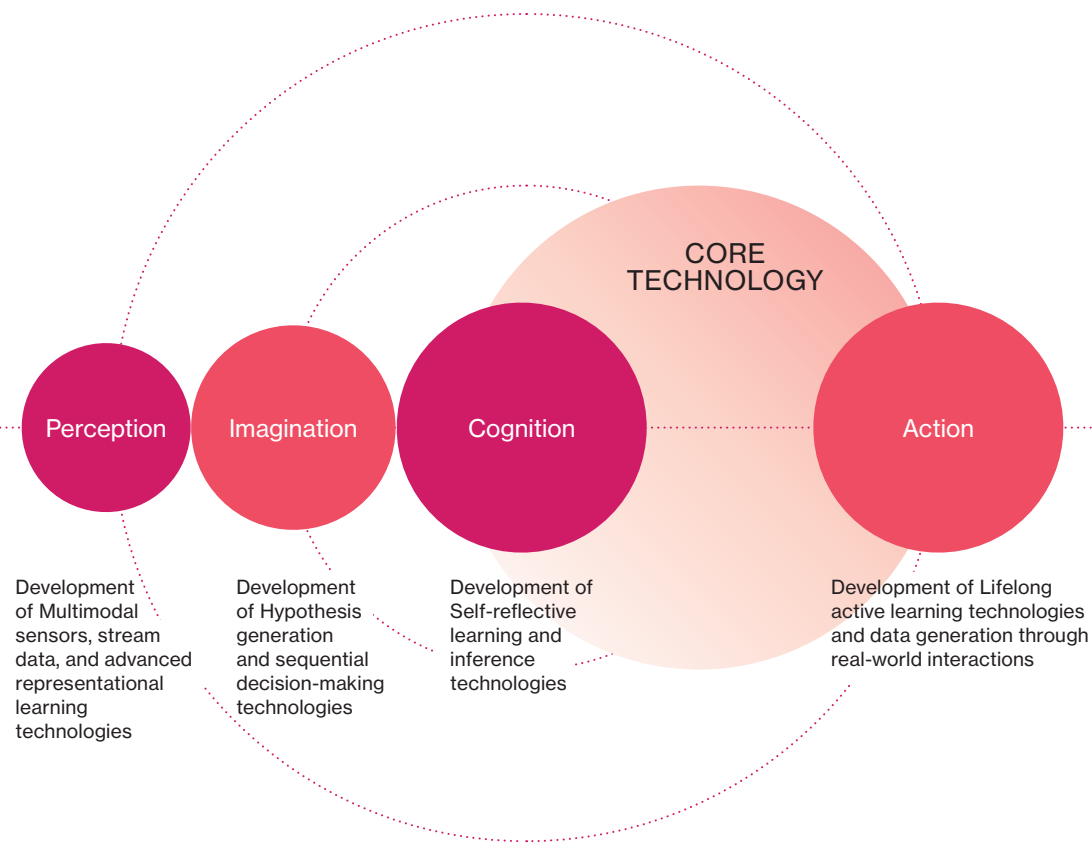 CORE
TECHNOLOGY
Perception
Imagination
Cognition
Action
Development
of Multimodal
sensors, stream
data, and advanced
representational
learning
technologies
Development
of Hypothesis
generation
and sequential
decision-making
technologies
Development of
Self-reflective
learning and
inference
technologies
Development of Lifelong
active learning technologies
and data generation through
real-world interactions